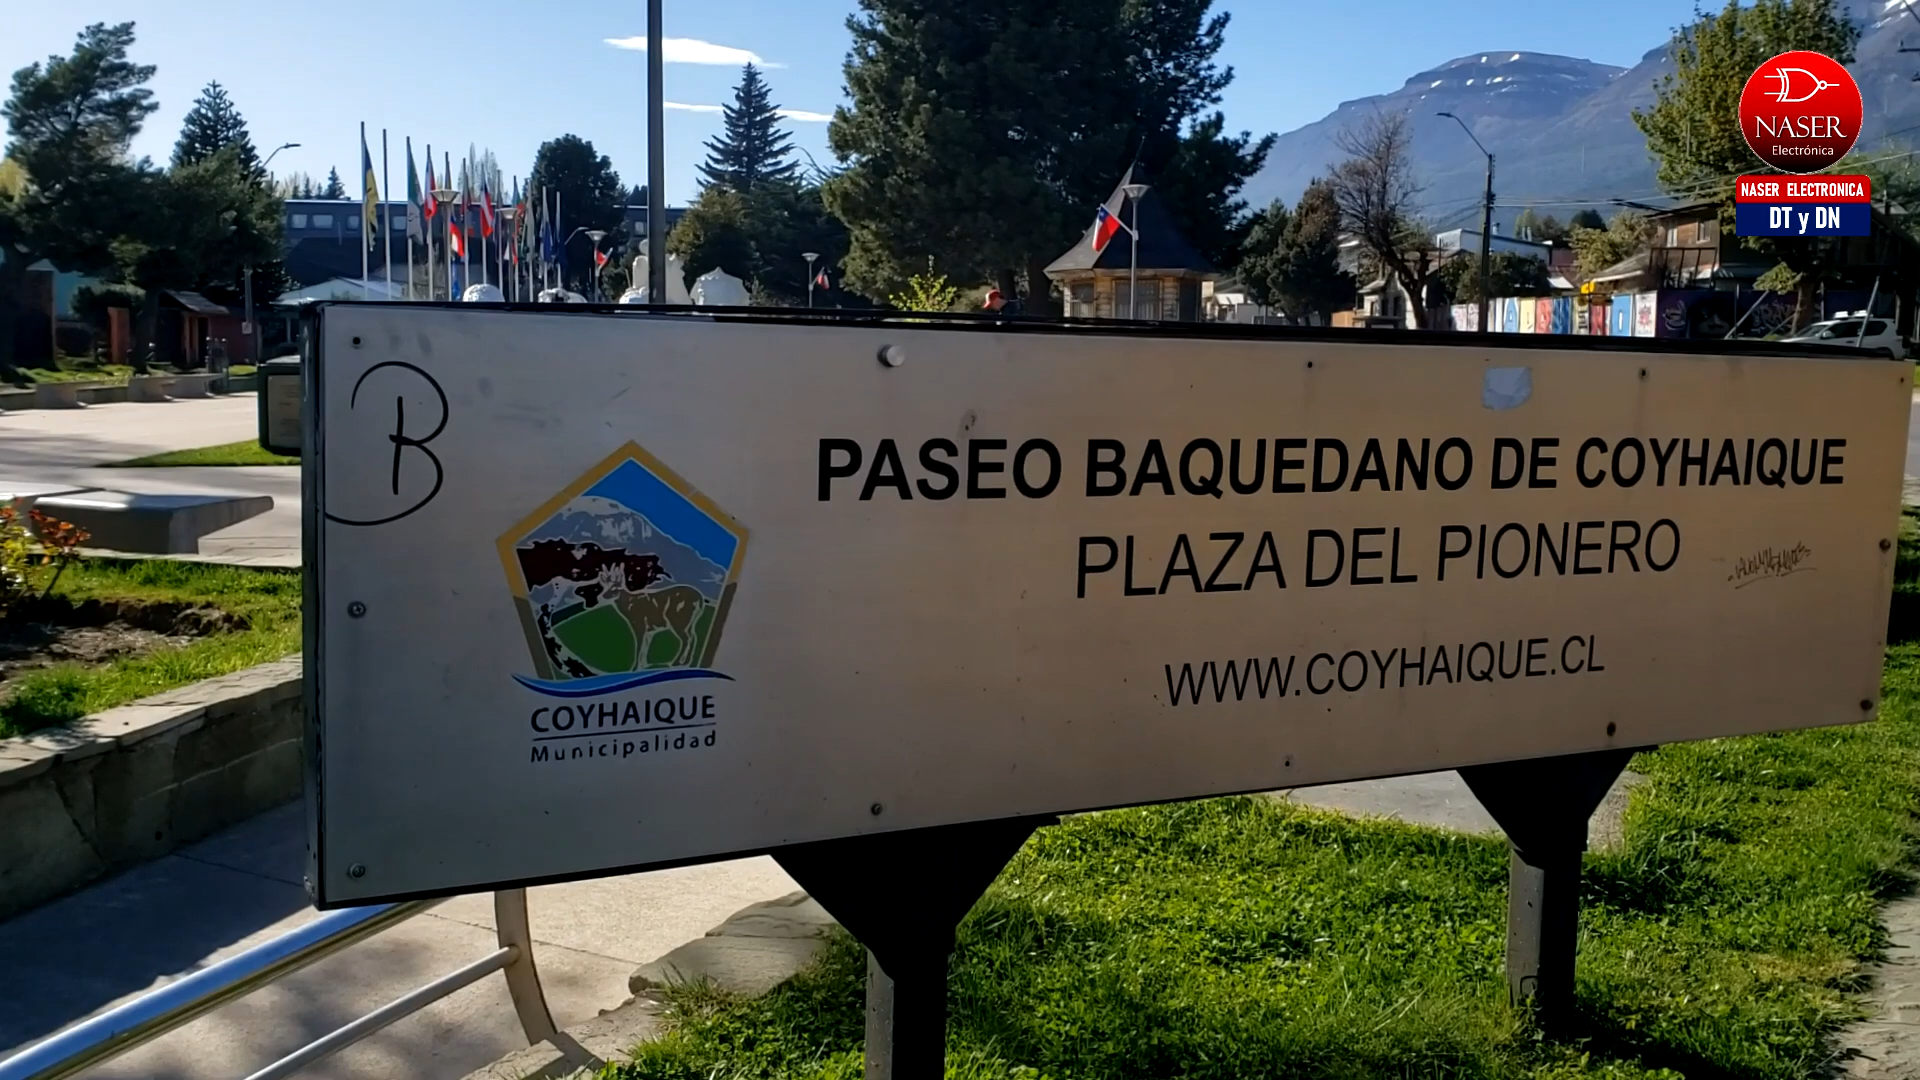 NASER
Electrónica
NASER ELECTRONICA
DT y DN
B
PASEO BAQUEDANO DE COYHAIQUE
PLAZA DEL PIONERO
WWW.COYHAIQUE.CL
COYHAIQUE
Municipalidad